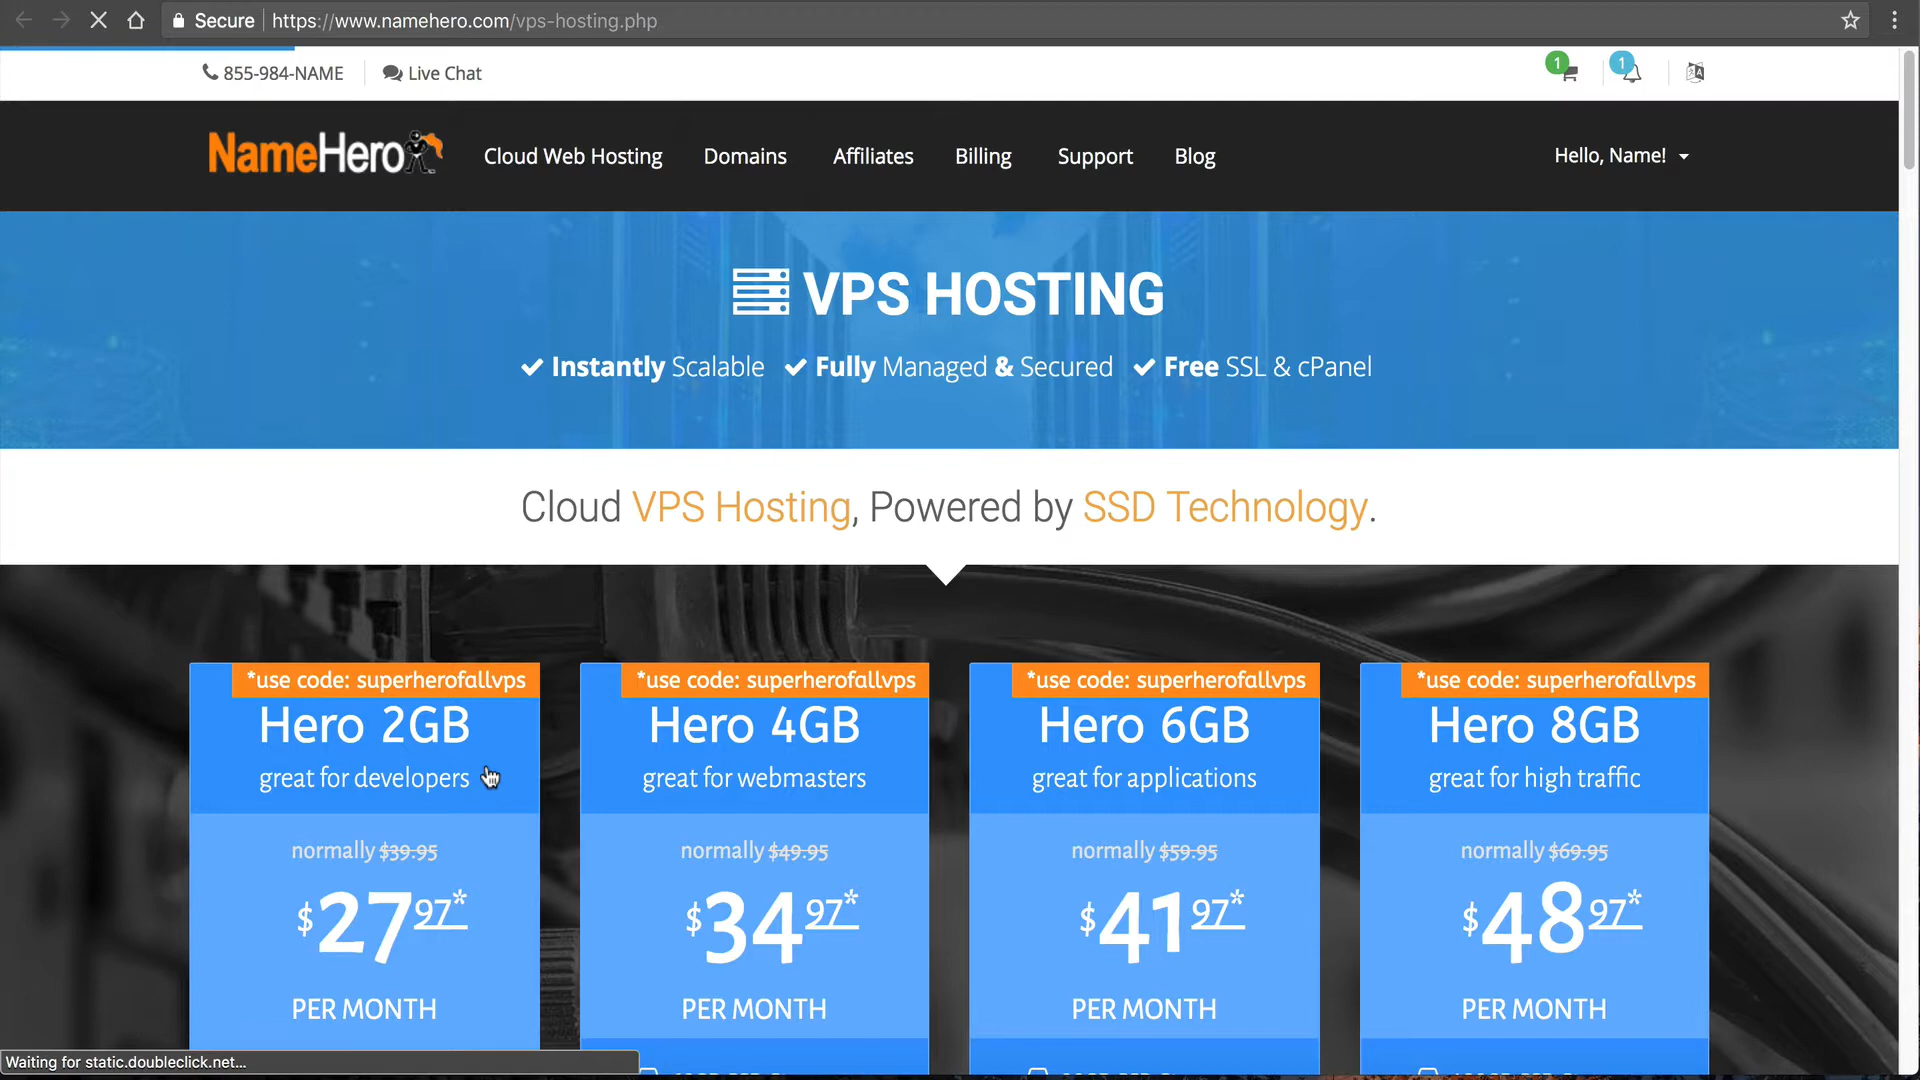 Secure https://www.namehero.com/vps-hosting.php
855-984-NAME Live Chat 1 1
NameHero Cloud Web Hosting Domains Affiliates Billing Support Blog Hello, Name!
VPS HOSTING
Instantly Scalable Fully Managed & Secured Free SSL & cPanel
Cloud VPS Hosting, Powered by SSD Technology.
*use code: superherofallvps
Hero 2GB
great for developers
normally $39.95
$27 97*
PER MONTH
*use code: superherofallvps
Hero 4GB
great for webmasters
normally $49.95
$34 97*
PER MONTH
*use code: superherofallvps
Hero 6GB
great for applications
normally $59.95
$41 97*
PER MONTH
*use code: superherofallvps
Hero 8GB
great for high traffic
normally $69.95
$48 97*
PER MONTH
Waiting for static.doubleclick.net...